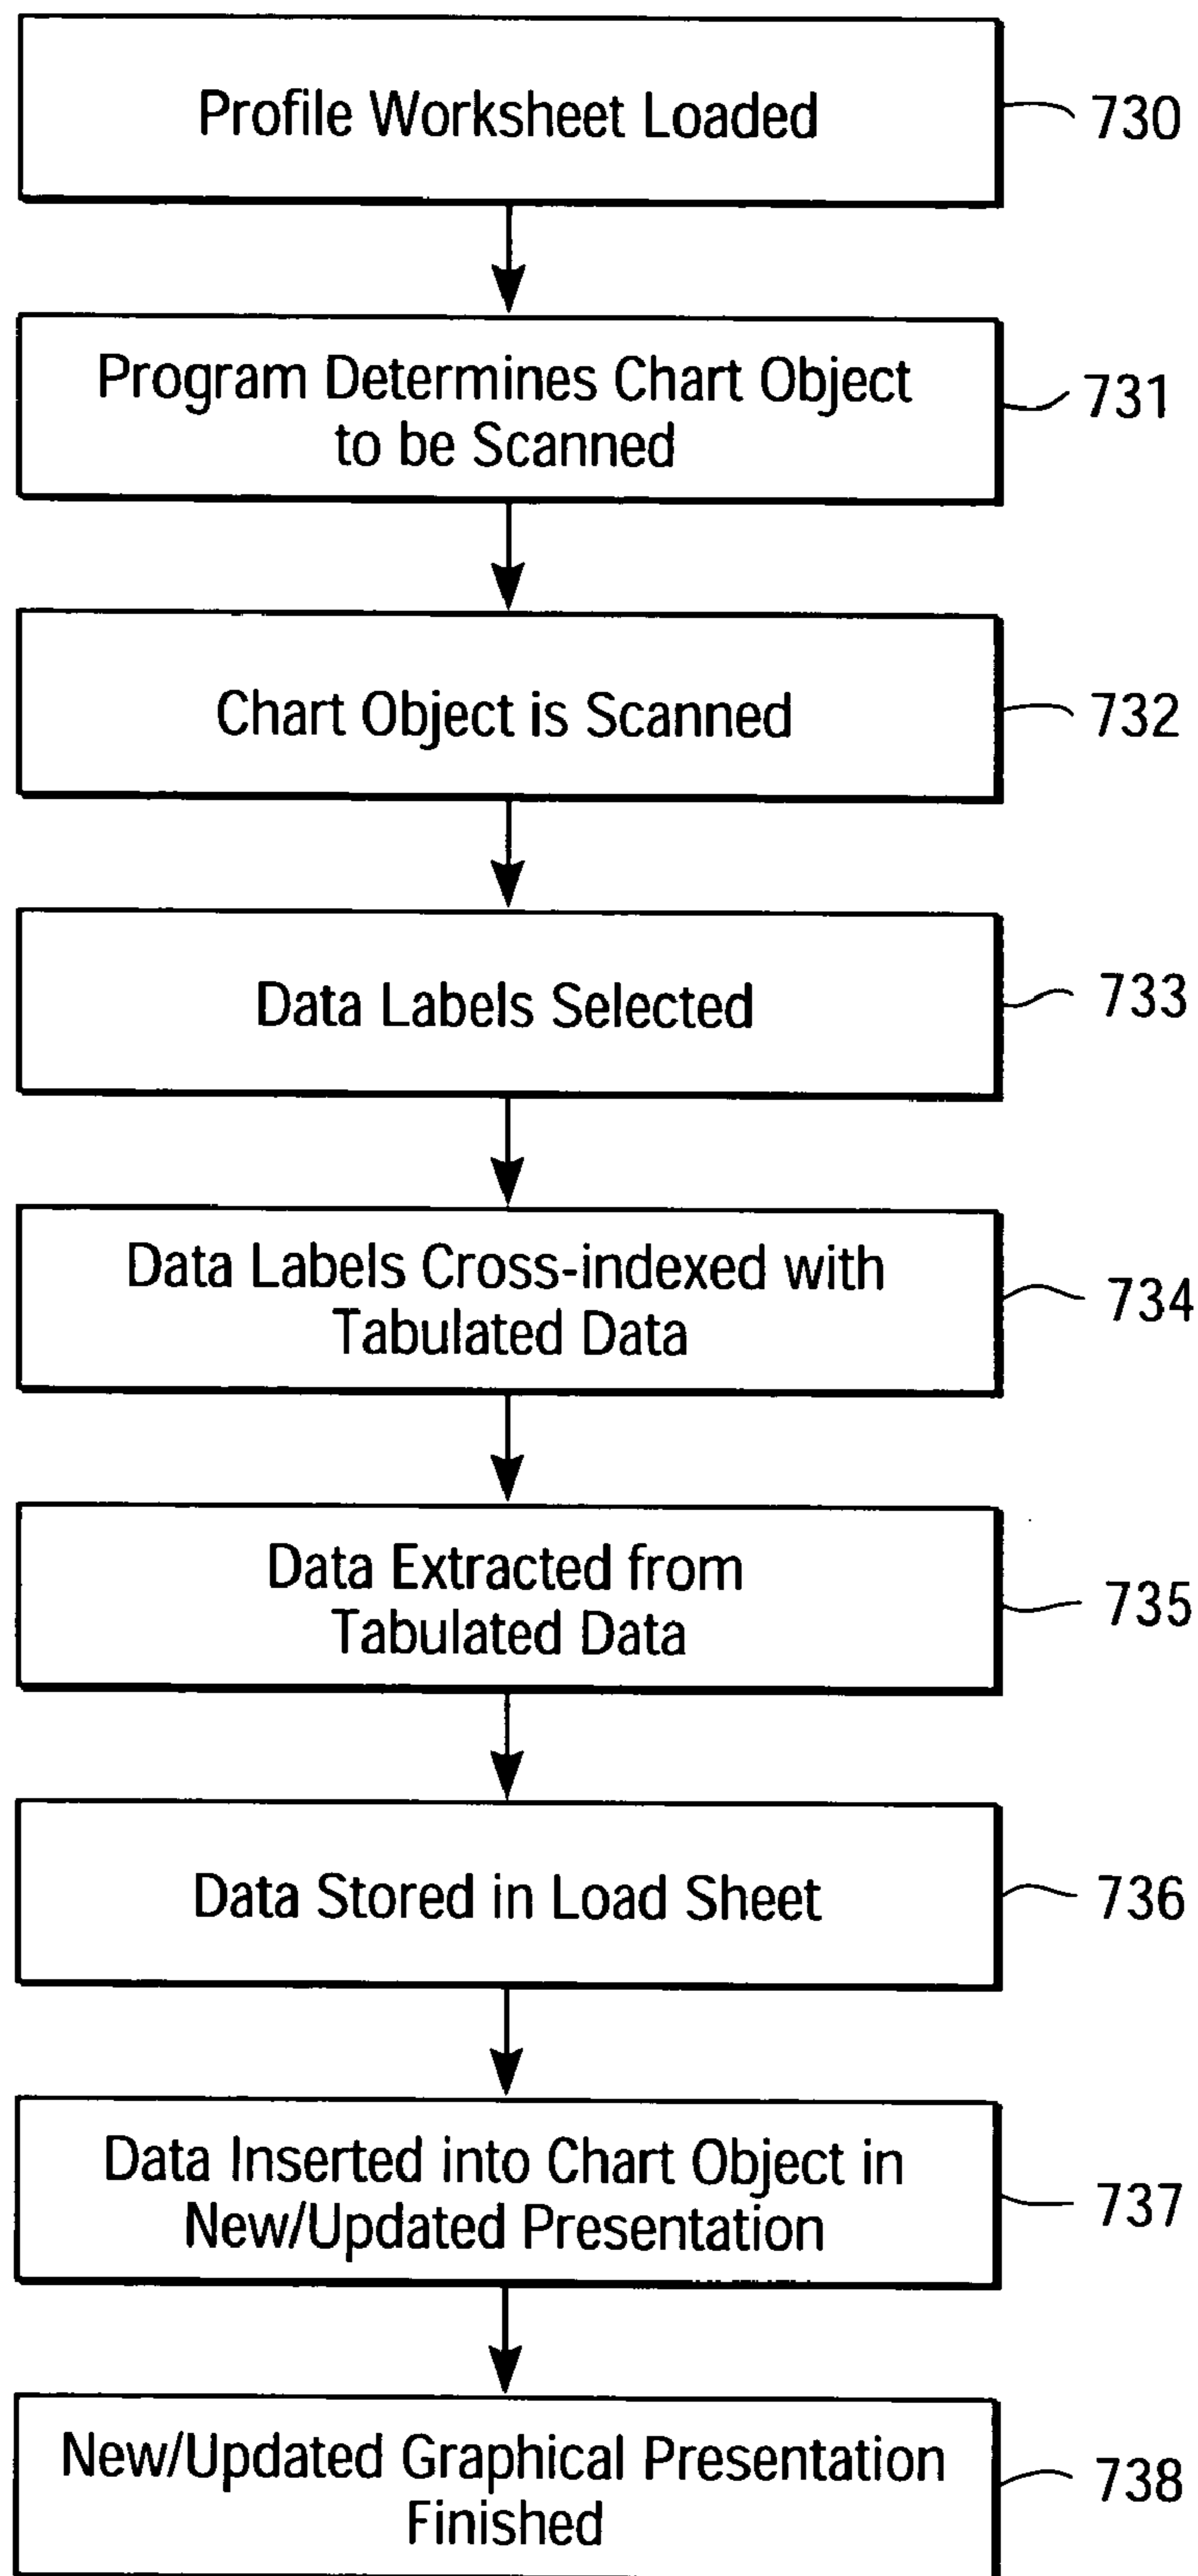 Profile Worksheet Loaded
730
Program Determines Chart Object
to be Scanned
731
Chart Object is Scanned
732
Data Labels Selected
733
Data Labels Cross-indexed with
Tabulated Data
734
Data Extracted from
Tabulated Data
735
Data Stored in Load Sheet
736
Data Inserted into Chart Object in
New/Updated Presentation
737
New/Updated Graphical Presentation
Finished
738